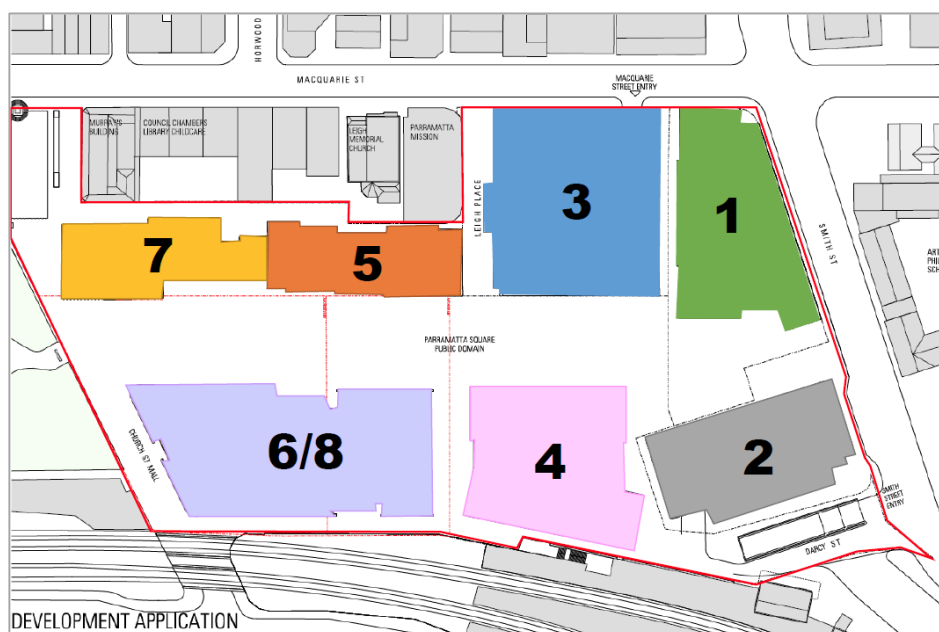 HORWOOD
MACQUARIE ST
MACQUARIE
STREET ENTRY
MURRAYS
BUILDING
COUNCIL CHAMBERS
LIBRARY CHILDCARE
LEIGH
MEMORIAL
CHURCH
PARRAMATTA
MISSION
LEIGH PLACE
3
1
SMITH ST
7
5
PARRAMATTA SQUARE
PUBLIC DOMAIN
CHURCH ST MALL
6/8
4
2
SMITH
STREET
ENTRY
DARCY ST
DEVELOPMENT APPLICATION